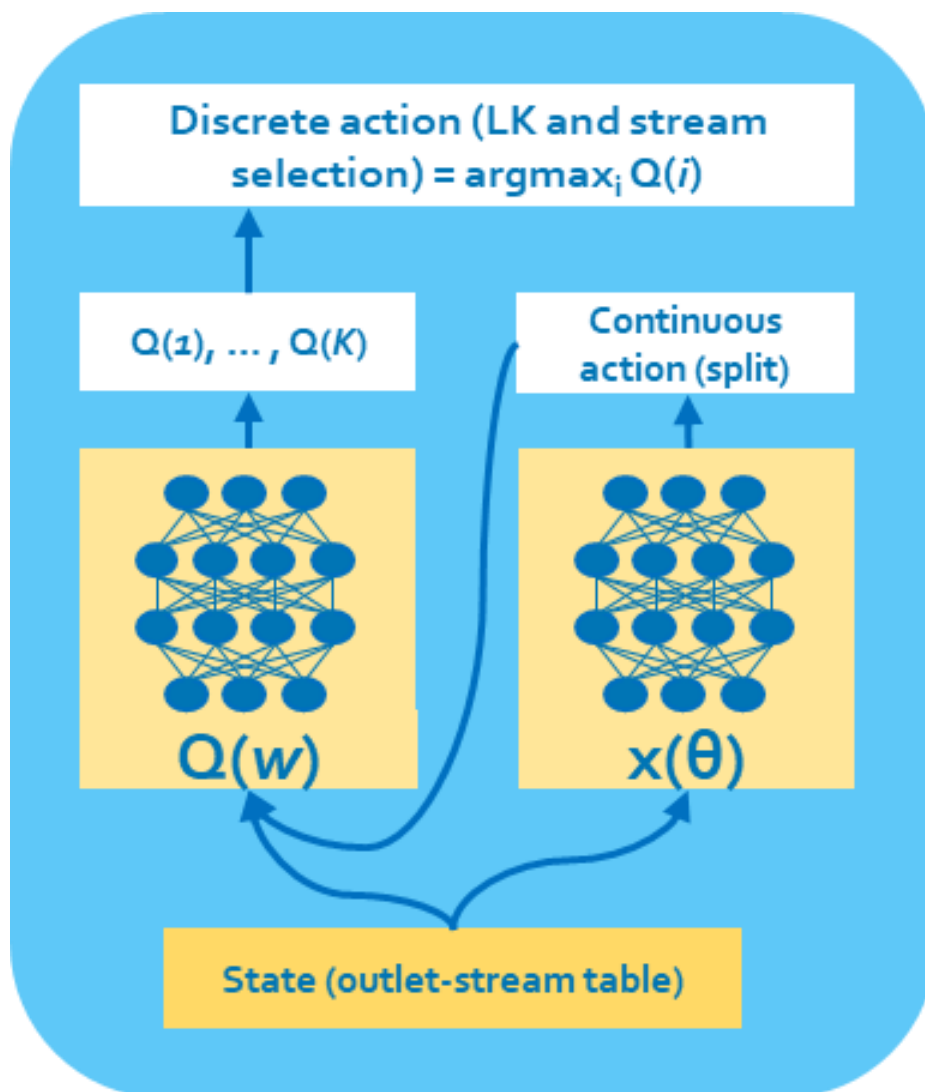 Discrete action (LK and stream
selection) = argmaxᵢ Q(i)
Q(1), ... , Q(K)
Continuous
action (split)
Q(w)
x(θ)
State (outlet-stream table)